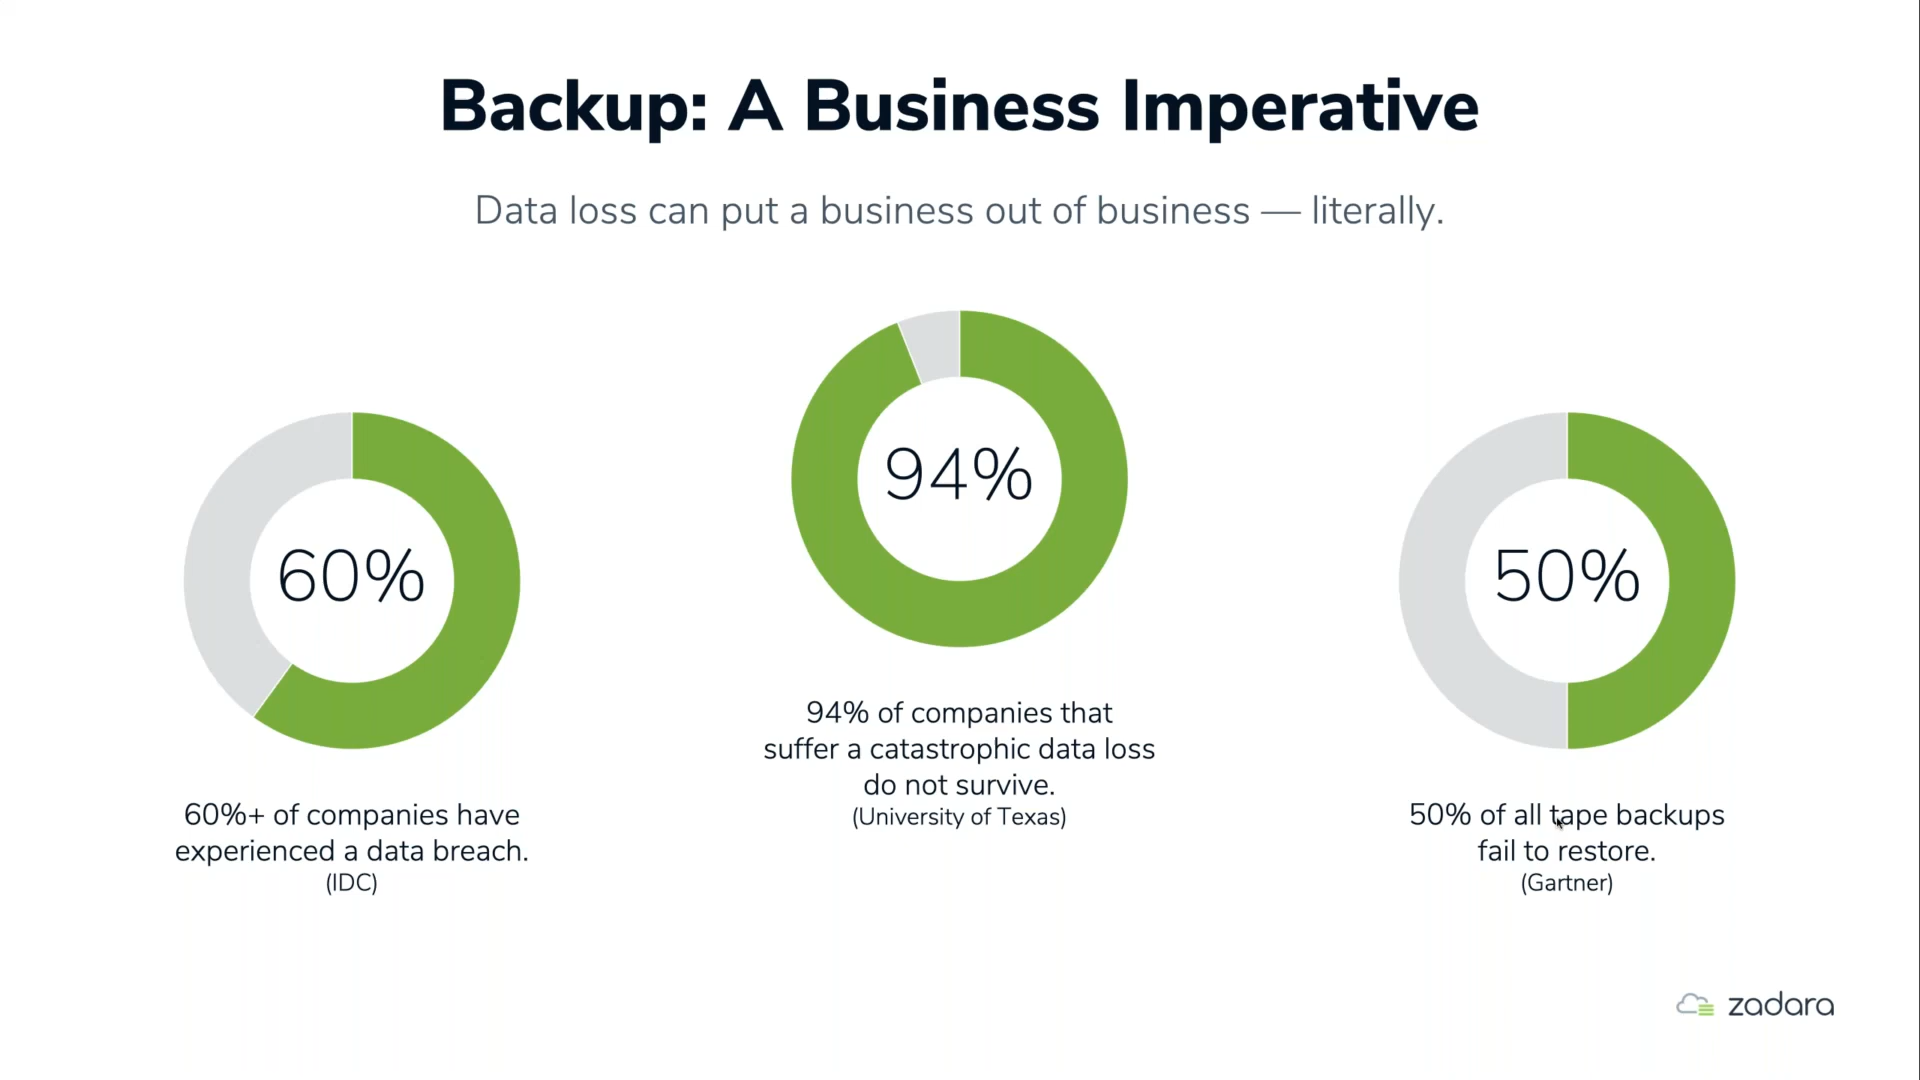 Backup: A Business Imperative
Data loss can put a business out of business — literally.
60%
94%
50%
60%+ of companies have
experienced a data breach.
(IDC)
94% of companies that
suffer a catastrophic data loss
do not survive.
(University of Texas)
50% of all tape backups
fail to restore.
(Gartner)
zadara